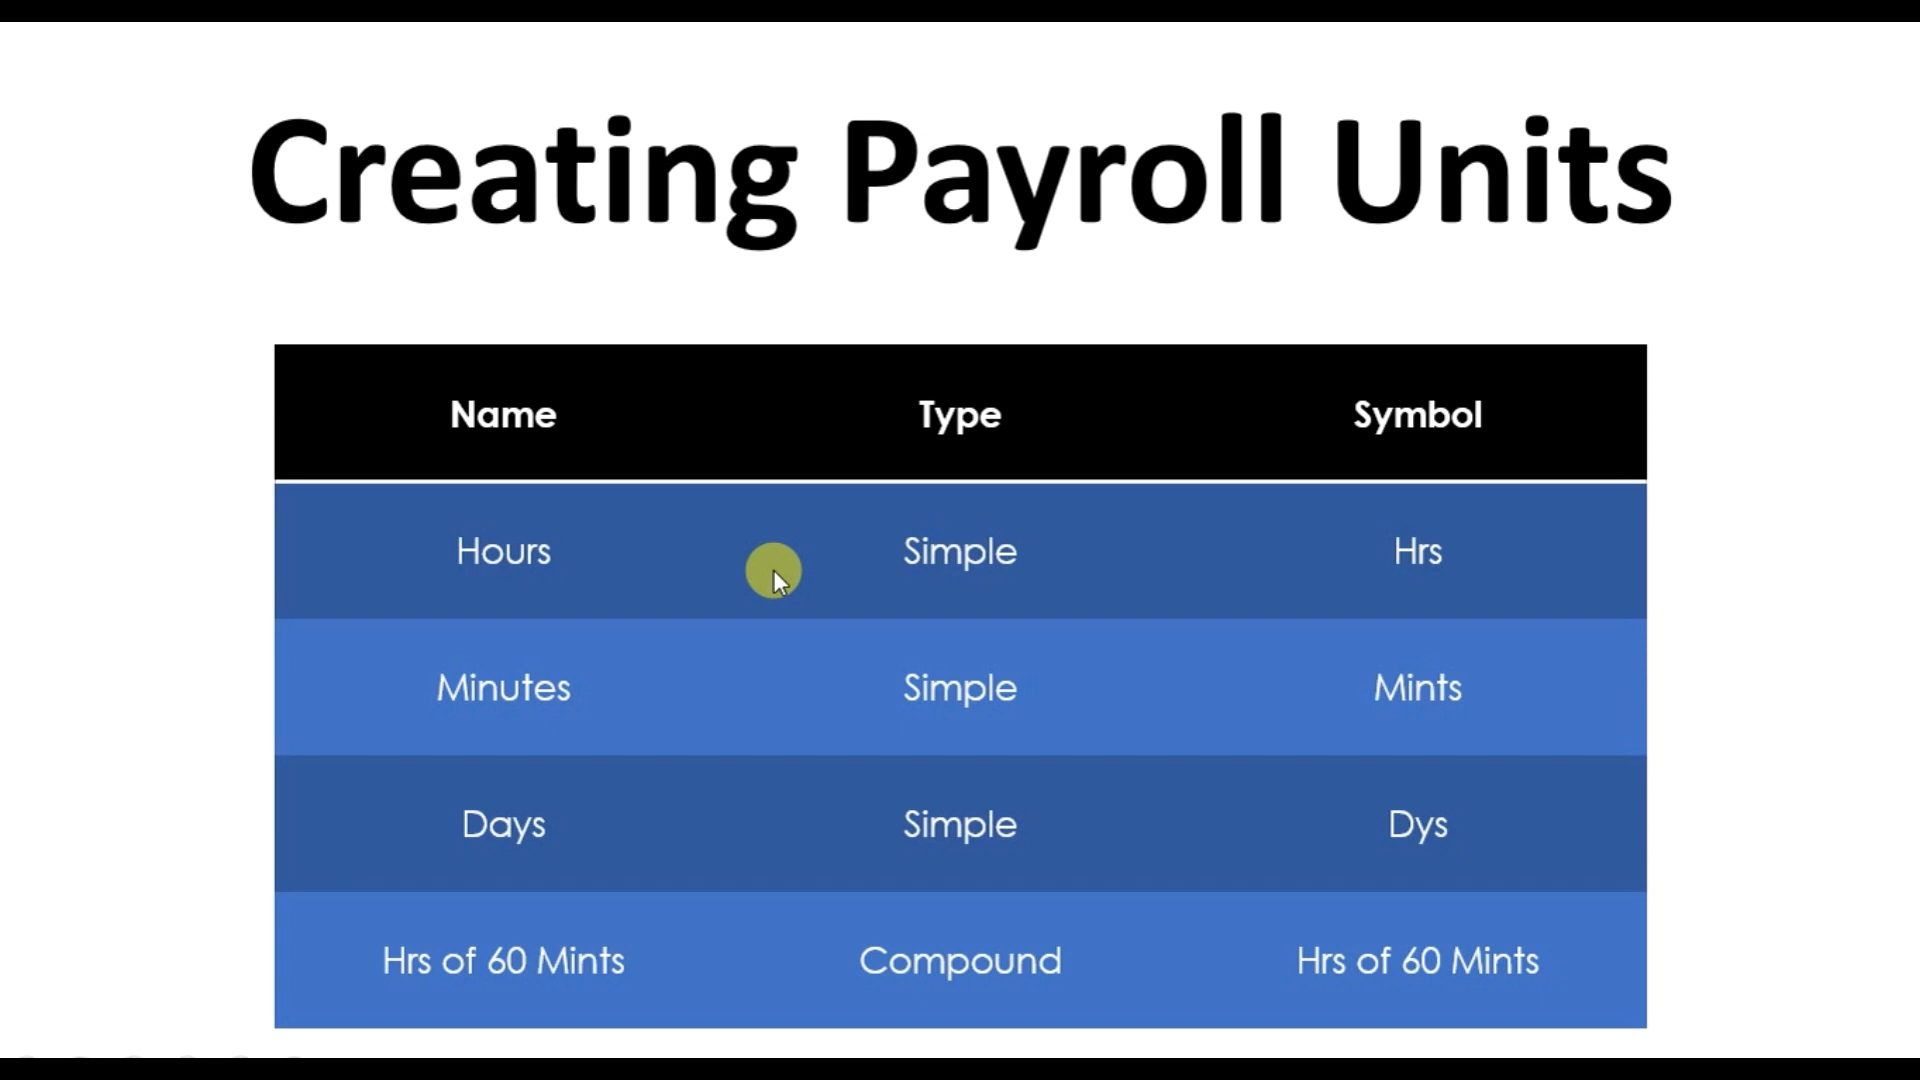 Creating Payroll Units
Name Type Symbol
Hours Simple Hrs
Minutes Simple Mints
Days Simple Dys
Hrs of 60 Mints Compound Hrs of 60 Mints